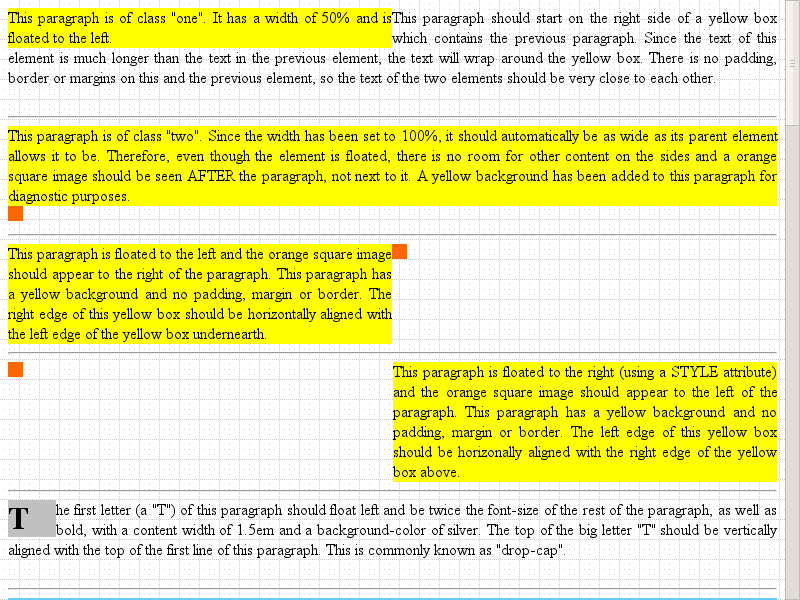 This paragraph is of class "one". It has a width of 50% and is
floated to the left.
This paragraph should start on the right side of a yellow box
which contains the previous paragraph. Since the text of this
element is much longer than the text in the previous element, the text will wrap around the yellow box. There is no padding,
border or margins on this and the previous element, so the text of the two elements should be very close to each other.
This paragraph is of class "two". Since the width has been set to 100%, it should automatically be as wide as its parent element
allows it to be. Therefore, even though the element is floated, there is no room for other content on the sides and a orange
square image should be seen AFTER the paragraph, not next to it. A yellow background has been added to this paragraph for
diagnostic purposes.
This paragraph is floated to the left and the orange square image
should appear to the right of the paragraph. This paragraph has
a yellow background and no padding, margin or border. The
right edge of this yellow box should be horizontally aligned with
the left edge of the yellow box undernearth.
This paragraph is floated to the right (using a STYLE attribute)
and the orange square image should appear to the left of the
paragraph. This paragraph has a yellow background and no
padding, margin or border. The left edge of this yellow box
should be horizonally aligned with the right edge of the yellow
box above.
The first letter (a "T") of this paragraph should float left and be twice the font-size of the rest of the paragraph, as well as
bold, with a content width of 1.5em and a background-color of silver. The top of the big letter "T" should be vertically
aligned with the top of the first line of this paragraph. This is commonly known as "drop-cap".